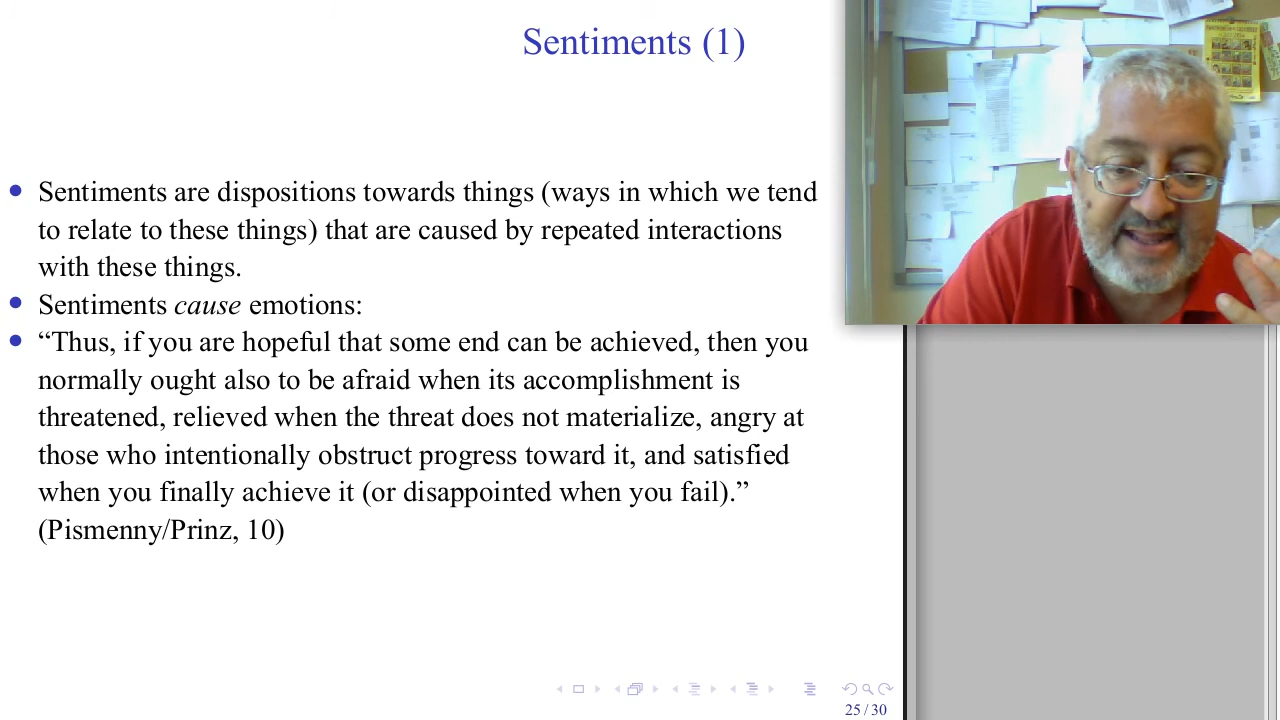 Sentiments (1)
• Sentiments are dispositions towards things (ways in which we tend
to relate to these things) that are caused by repeated interactions
with these things.
• Sentiments cause emotions:
• “Thus, if you are hopeful that some end can be achieved, then you
normally ought also to be afraid when its accomplishment is
threatened, relieved when the threat does not materialize, angry at
those who intentionally obstruct progress toward it, and satisfied
when you finally achieve it (or disappointed when you fail).”
(Pismenny/Prinz, 10)
25 / 30